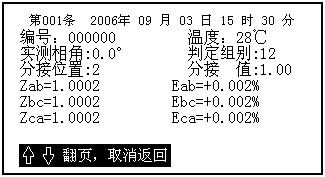 第001条 2006年 09 月 03 日 15 时 30 分
编号: 000000 温度: 28℃
实测相角:0.0° 判定组别:12
分接位置:2 分接 值:1.00
Zab=1.0002 Eab=+0.002%
Zbc=1.0002 Ebc=+0.002%
Zca=1.0002 Eca=+0.002%
⇧ ⇩ 翻页, 取消返回